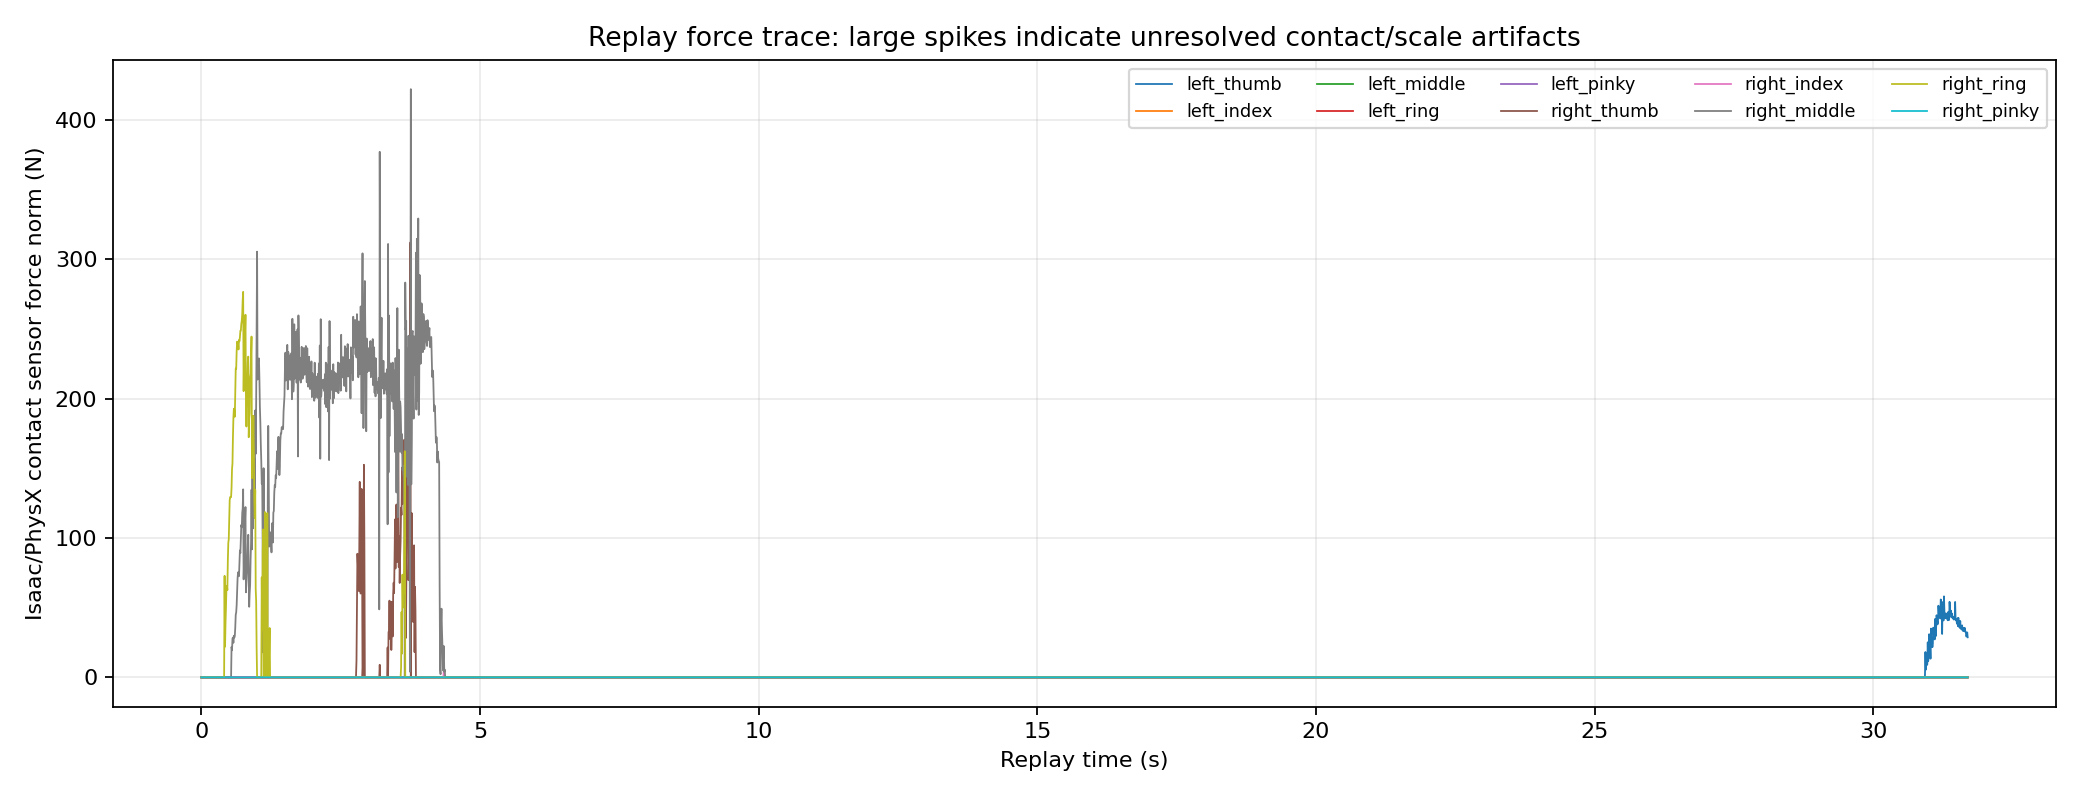 Replay force trace: large spikes indicate unresolved contact/scale artifacts
Isaac/PhysX contact sensor force norm (N)
400
300
200
100
0
left_thumb left_middle left_pinky right_index right_ring
left_index left_ring right_thumb right_middle right_pinky
0 5 10 15 20 25 30
Replay time (s)